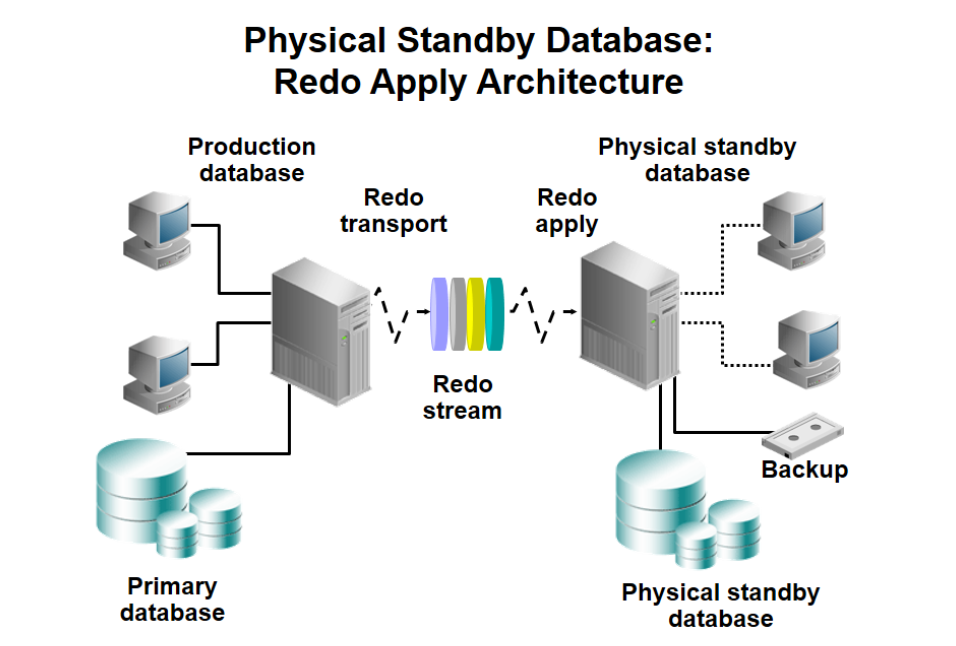 Physical Standby Database:
Redo Apply Architecture
Production
database
Physical standby
database
Redo
transport
Redo
apply
Redo
stream
Backup
Primary
database
Physical standby
database